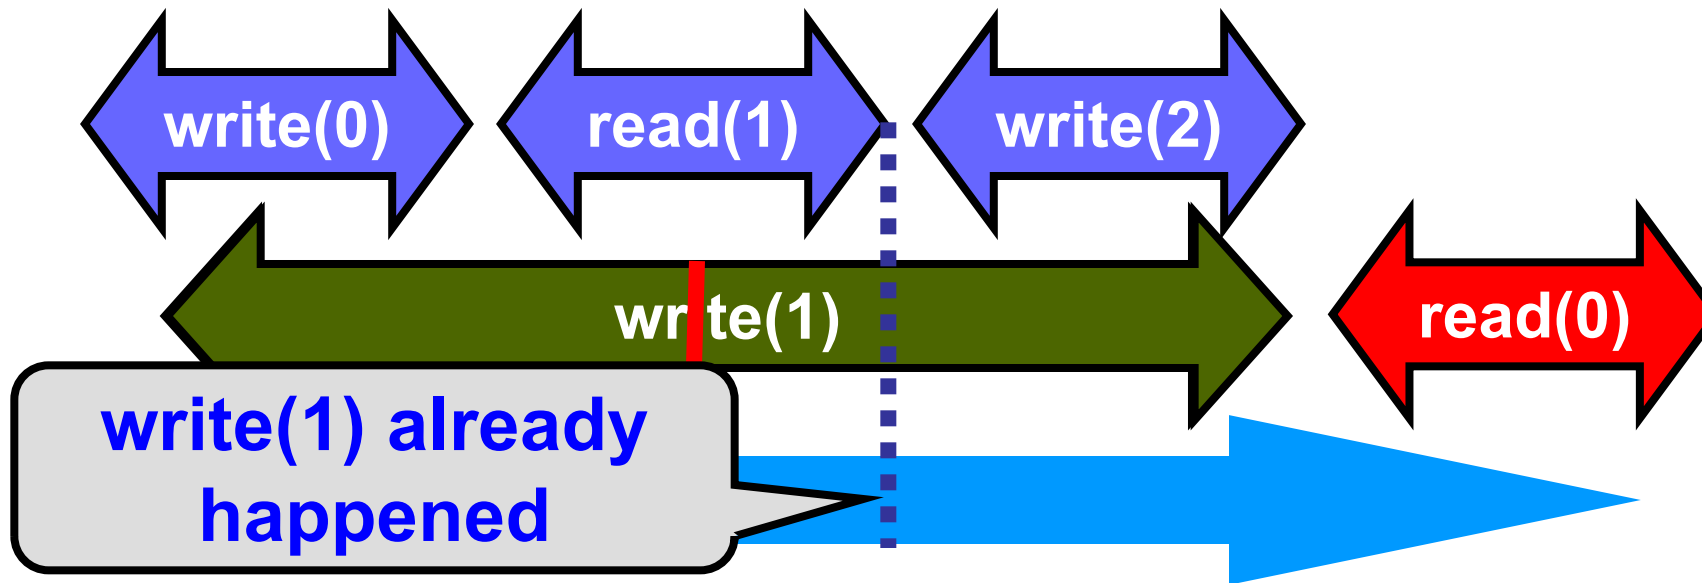 write(0) read(1) write(2)
write(1) read(0)
write(1) already
happened